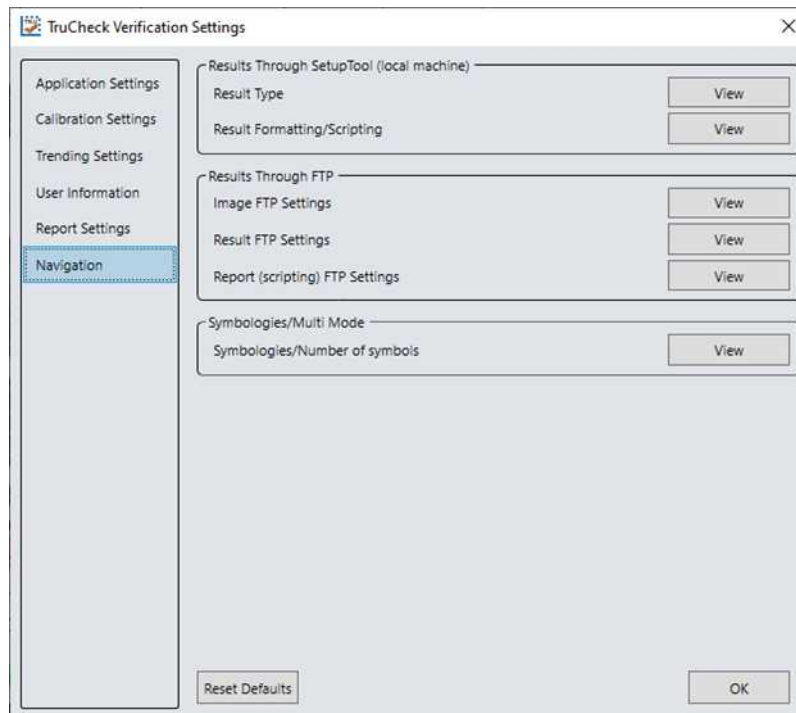 TruCheck Verification Settings
Application Settings
Calibration Settings
Trending Settings
User Information
Report Settings
Navigation
Results Through SetupTool (local machine)
Result Type View
Result Formatting/Scripting View
Results Through FTP
Image FTP Settings View
Result FTP Settings View
Report (scripting) FTP Settings View
Symbologies/Multi Mode
Symbologies/Number of symbols View
Reset Defaults OK